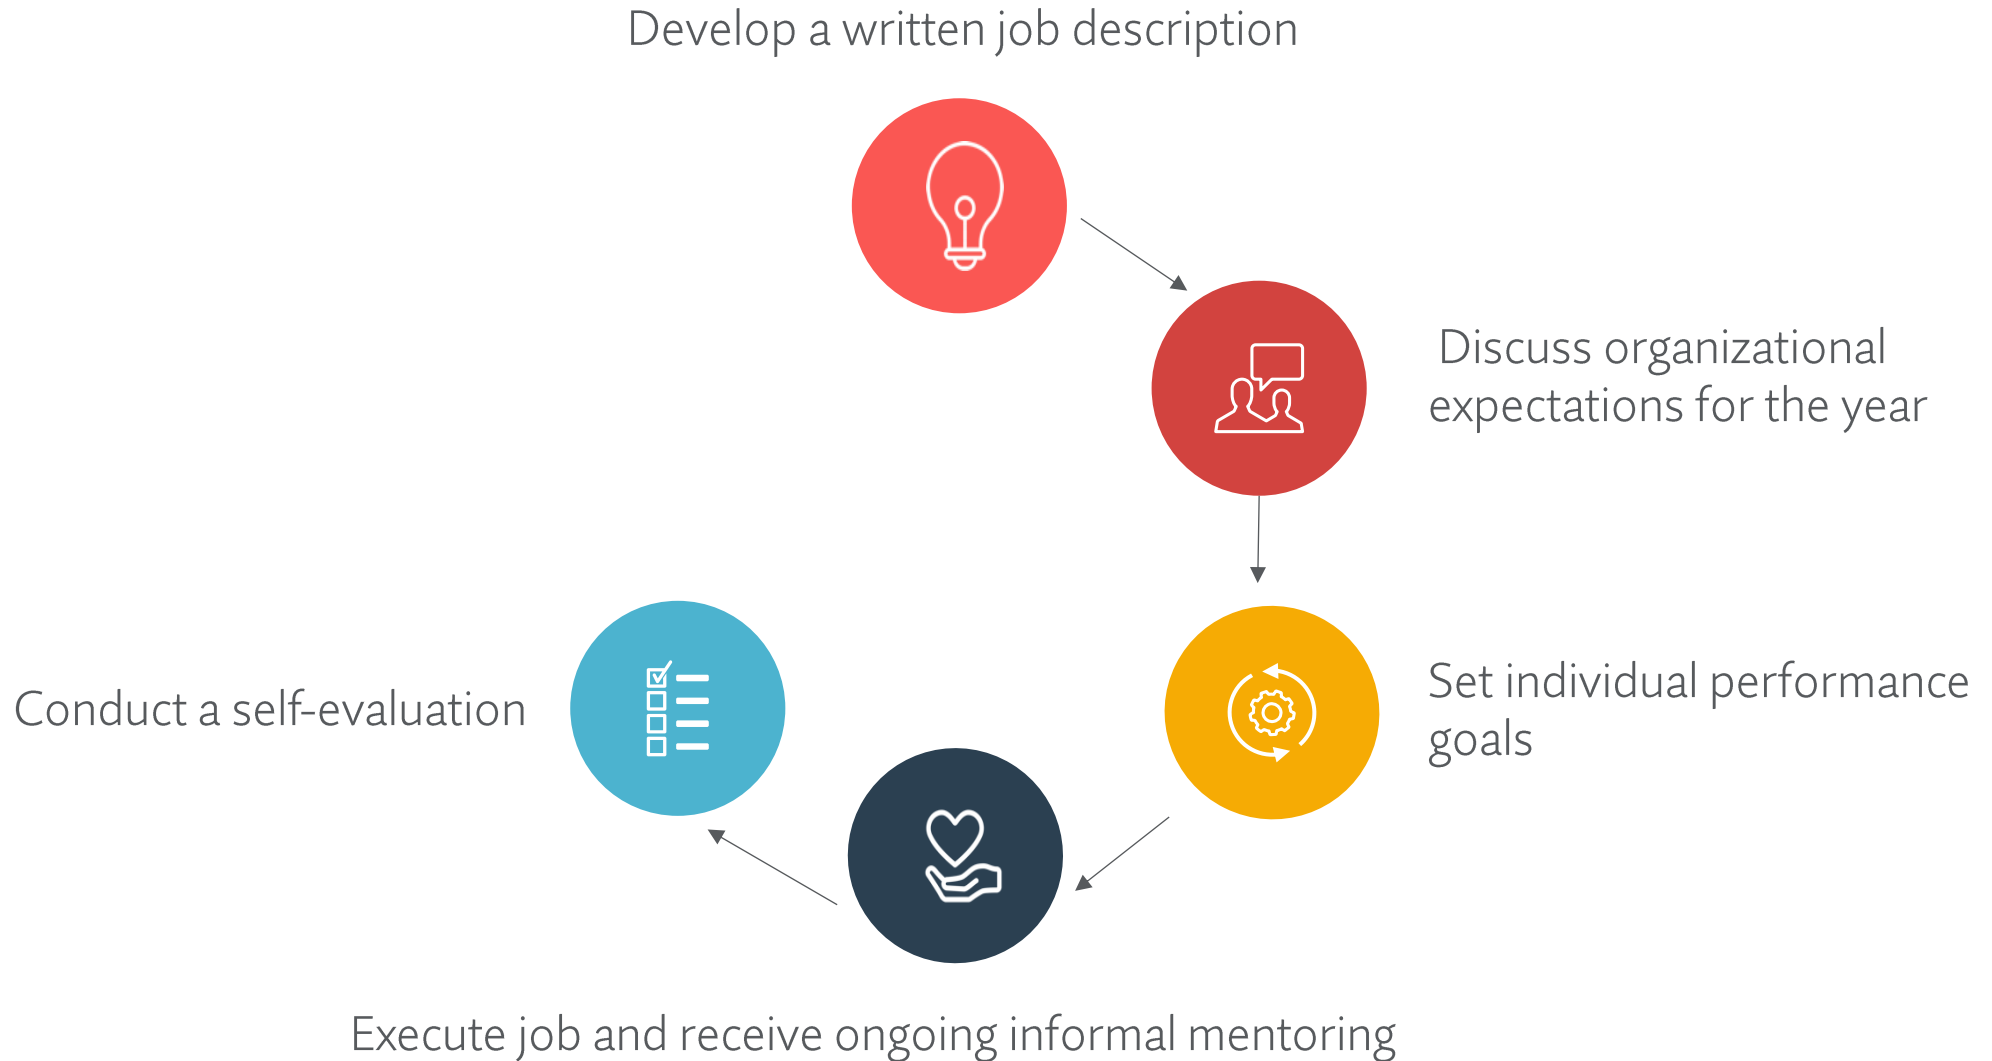 Develop a written job description
Discuss organizational
expectations for the year
Set individual performance
goals
Conduct a self-evaluation
Execute job and receive ongoing informal mentoring